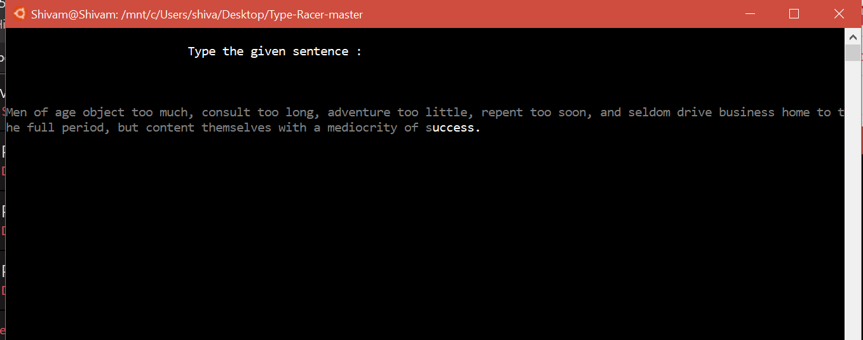 Shivam@Shivam: /mnt/c/Users/shiva/Desktop/Type-Racer-master
Type the given sentence :
Men of age object too much, consult too long, adventure too little, repent too soon, and seldom drive business home to t
he full period, but content themselves with a mediocrity of success.